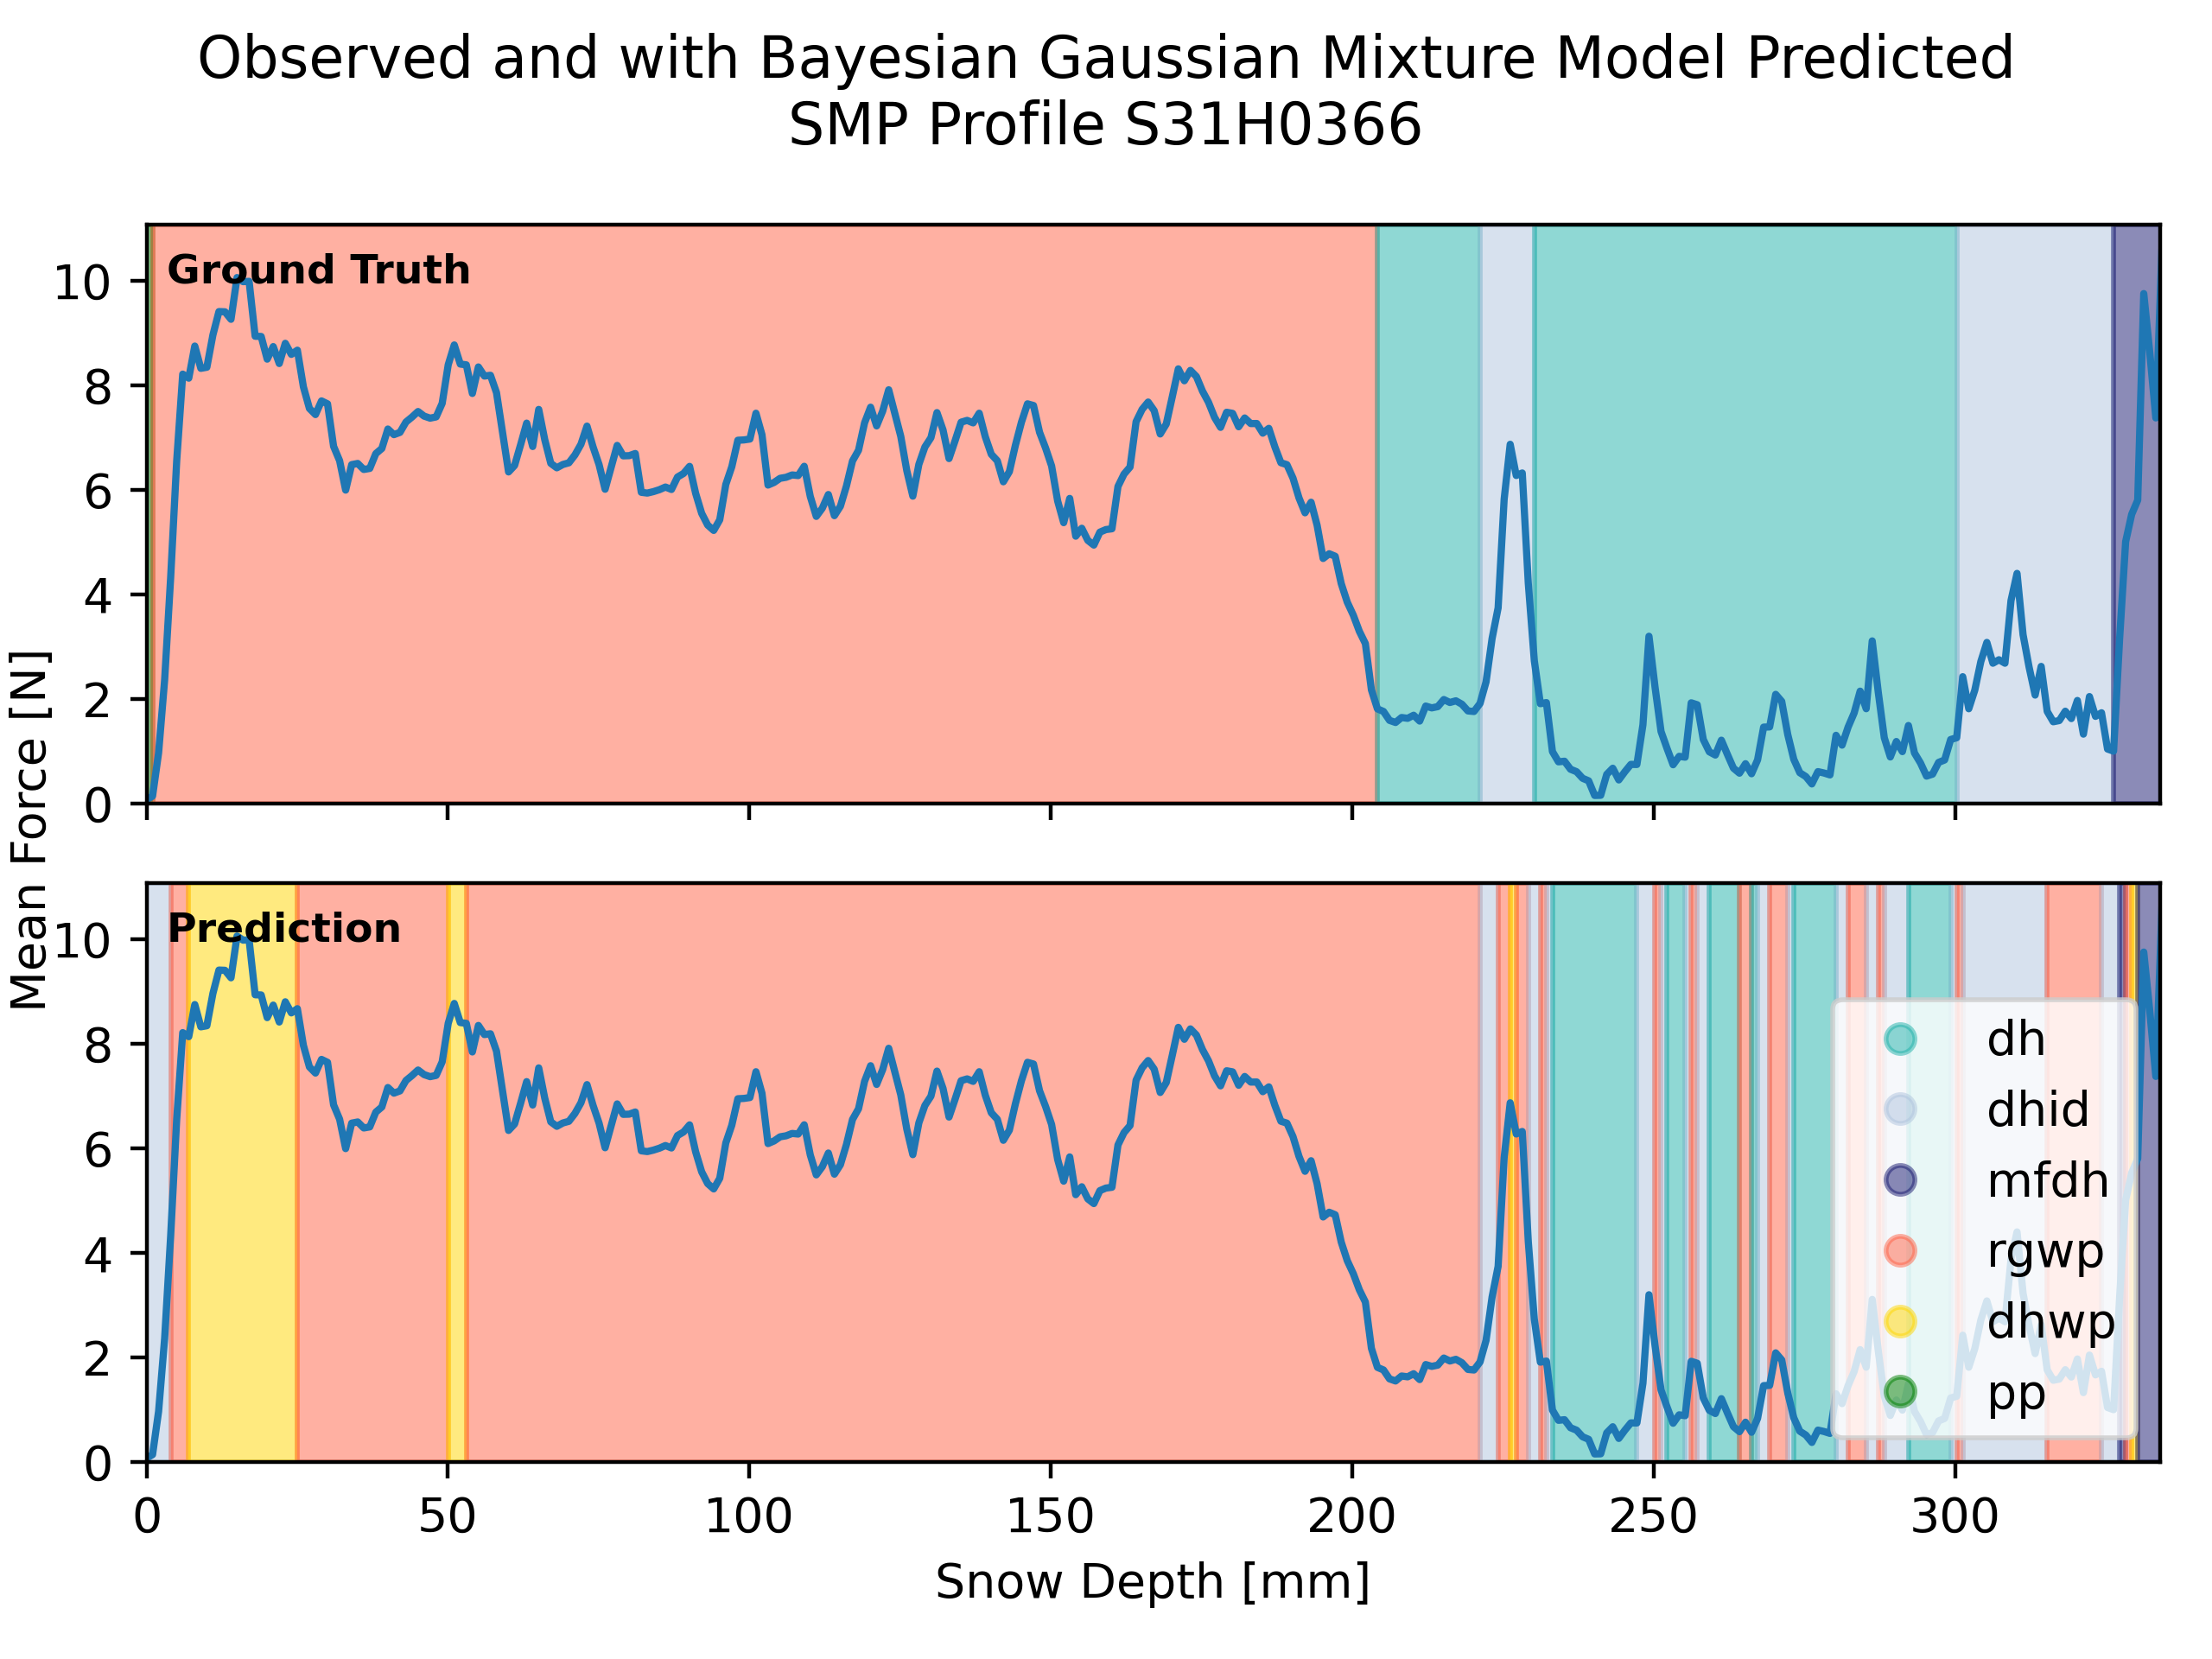 Observed and with Bayesian Gaussian Mixture Model Predicted
SMP Profile S31H0366
Mean Force [N]
Ground Truth
10
8
6
4
2
0
Prediction
10
8
6
4
2
0
dh
dhid
mfdh
rgwp
dhwp
pp
0 50 100 150 200 250 300
Snow Depth [mm]